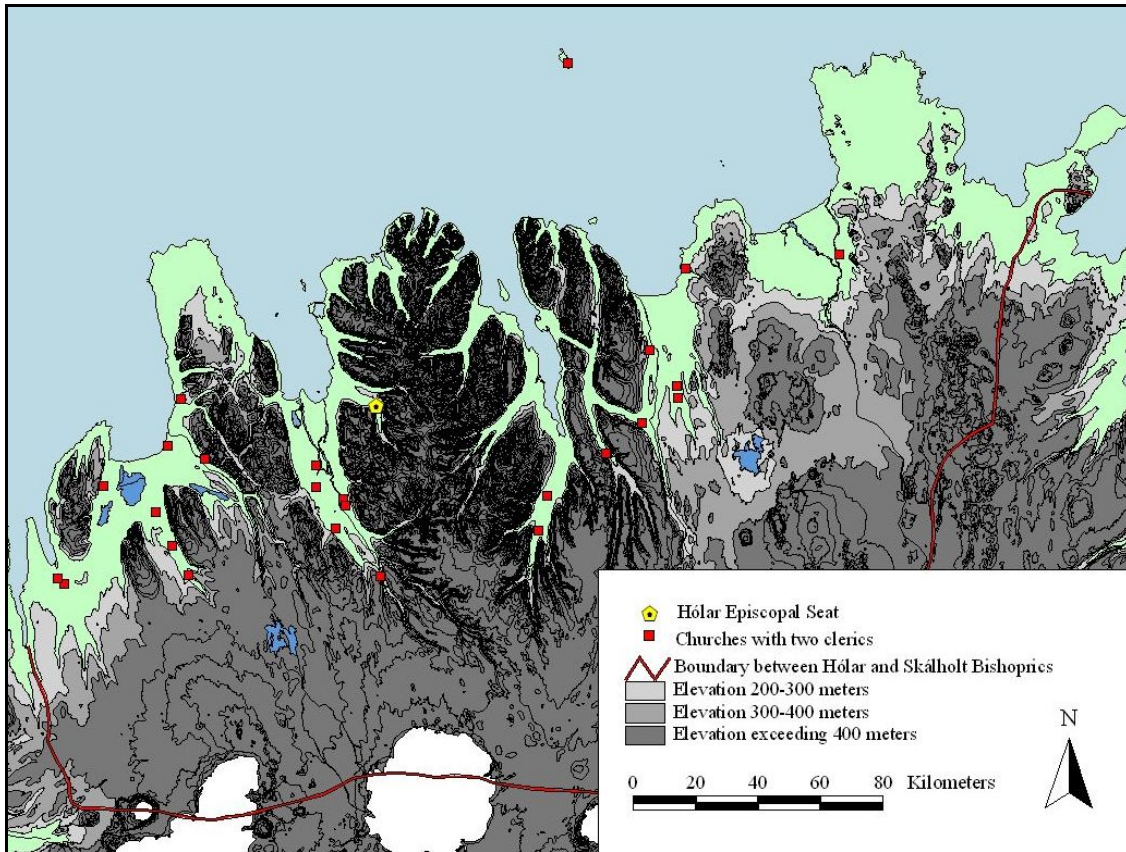 Hólar Episcopal Seat
Churches with two clerics
Boundary between Hólar and Skálholt Bishoprics
Elevation 200-300 meters
Elevation 300-400 meters
Elevation exceeding 400 meters
N
0 20 40 60 80 Kilometers